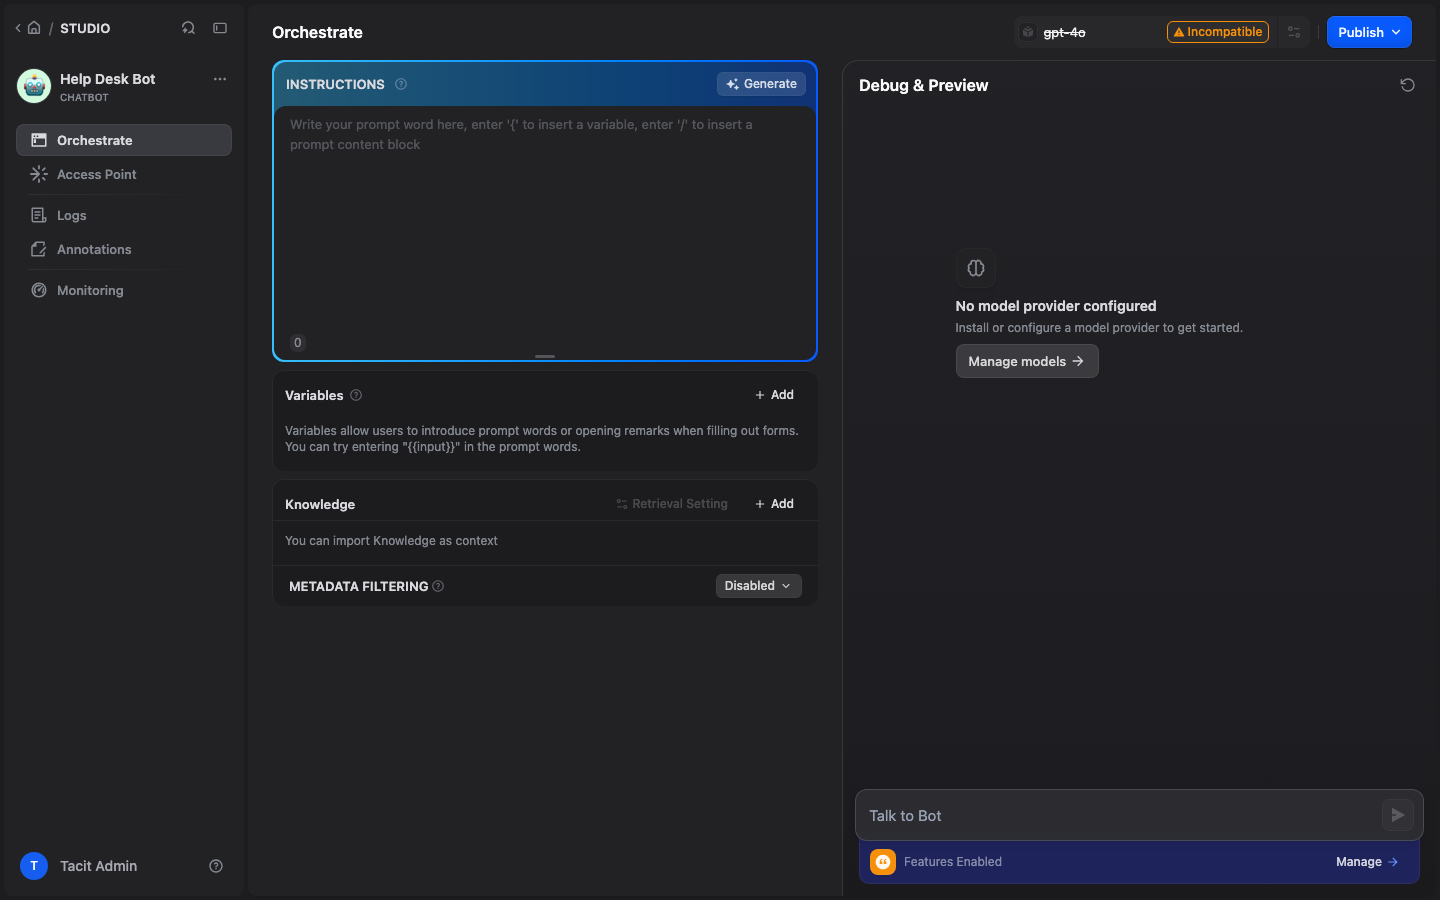 / STUDIO
Help Desk Bot
CHATBOT
Orchestrate
Access Point
Logs
Annotations
Monitoring
T Tacit Admin
Orchestrate
gpt-4o
Incompatible
Publish
INSTRUCTIONS
Generate
Write your prompt word here, enter '{' to insert a variable, enter '/' to insert a
prompt content block
0
Variables
+ Add
Variables allow users to introduce prompt words or opening remarks when filling out forms.
You can try entering "{{input}}" in the prompt words.
Knowledge
Retrieval Setting
+ Add
You can import Knowledge as context
METADATA FILTERING
Disabled
Debug & Preview
No model provider configured
Install or configure a model provider to get started.
Manage models →
Talk to Bot
Features Enabled
Manage →